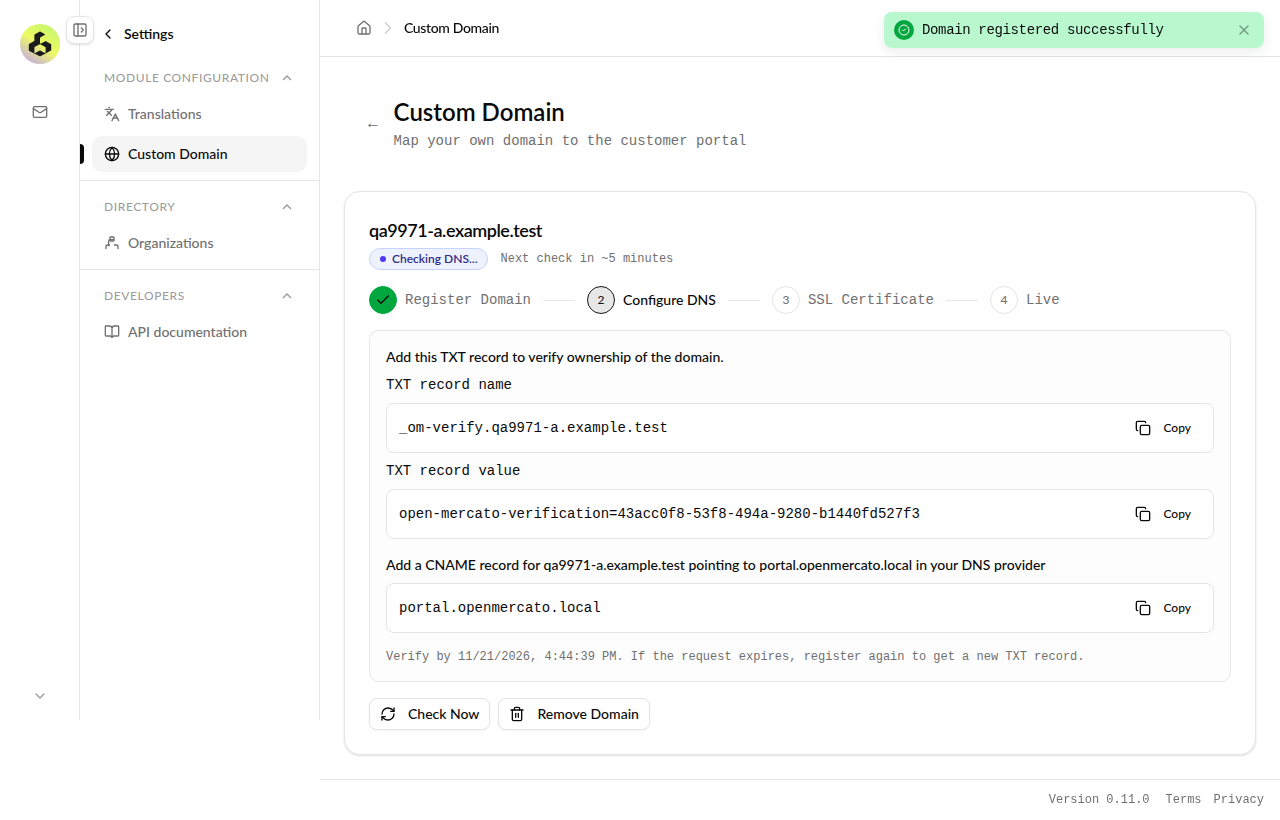 Settings
MODULE CONFIGURATION
Translations
Custom Domain
DIRECTORY
Organizations
DEVELOPERS
API documentation
Custom Domain
Domain registered successfully
Custom Domain
Map your own domain to the customer portal
qa9971-a.example.test
Checking DNS... Next check in ~5 minutes
Register Domain 2 Configure DNS 3 SSL Certificate 4 Live
Add this TXT record to verify ownership of the domain.
TXT record name
_om-verify.qa9971-a.example.test Copy
TXT record value
open-mercato-verification=43acc0f8-53f8-494a-9280-b1440fd527f3 Copy
Add a CNAME record for qa9971-a.example.test pointing to portal.openmercato.local in your DNS provider
portal.openmercato.local Copy
Verify by 11/21/2026, 4:44:39 PM. If the request expires, register again to get a new TXT record.
Check Now Remove Domain
Version 0.11.0 Terms Privacy